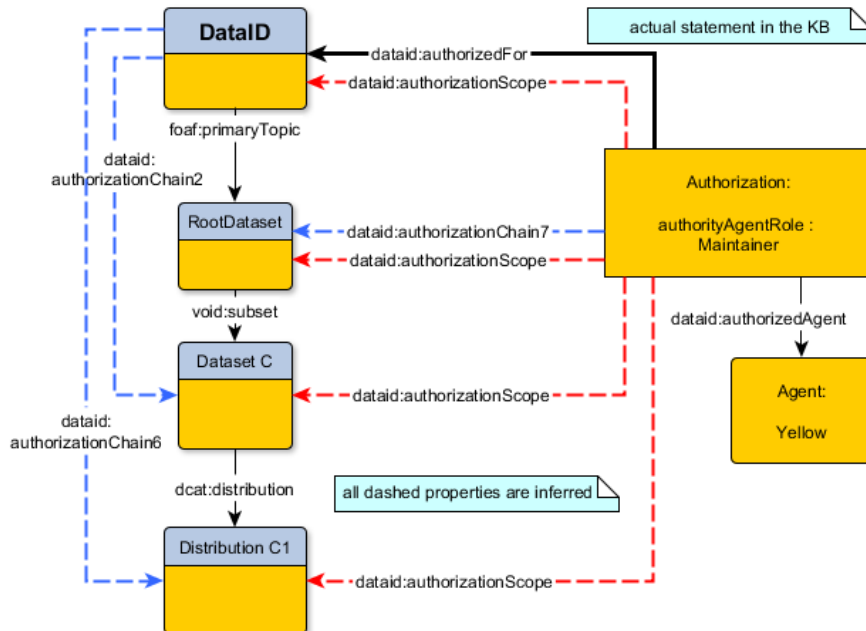 DataID
actual statement in the KB
dataid:authorizedFor
dataid:authorizationScope
foaf:primaryTopic
dataid:
authorizationChain2
Authorization:
authorityAgentRole :
Maintainer
RootDataset
dataid:authorizationChain7
dataid:authorizationScope
void:subset
dataid:authorizedAgent
Dataset C
dataid:authorizationScope
Agent:
Yellow
dataid:
authorizationChain6
dcat:distribution
all dashed properties are inferred
Distribution C1
dataid:authorizationScope